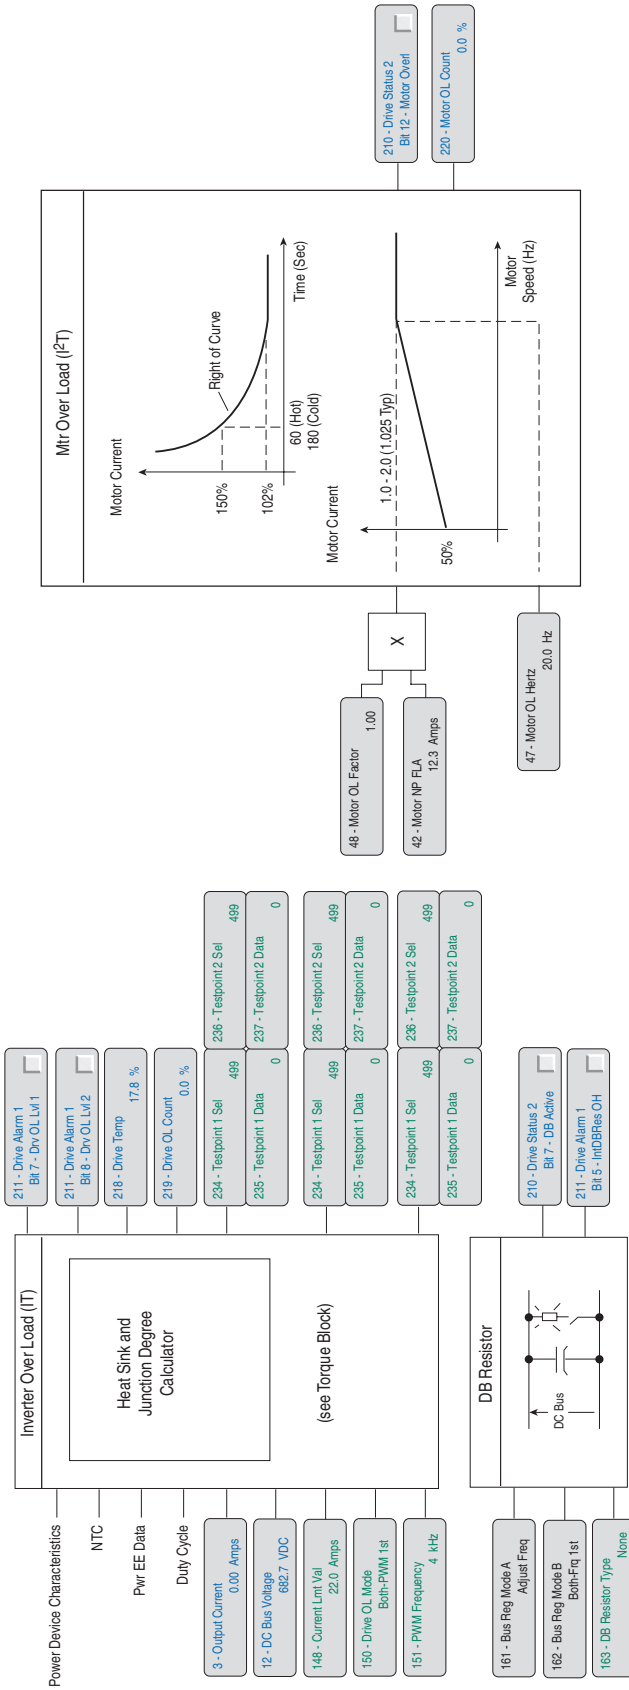 Inverter Over Load (IT)
Power Device Characteristics
NTC
Pwr EE Data
Duty Cycle
3 - Output Current
0.00 Amps
12 - DC Bus Voltage
682.7 VDC
148 - Current Lmt Val
22.0 Amps
150 - Drive OL Mode
Both-PWM 1st
151 - PWM Frequency
4 kHz
Heat Sink and
Junction Degree
Calculator
(see Torque Block)
211 - Drive Alarm 1
Bit 7 - Drv OL Lvl 1
211 - Drive Alarm 1
Bit 8 - Drv OL Lvl 2
218 - Drive Temp
17.8 %
219 - Drive OL Count
0.0 %
234 - Testpoint 1 Sel
499
236 - Testpoint 2 Sel
499
235 - Testpoint 1 Data
0
237 - Testpoint 2 Data
0
234 - Testpoint 1 Sel
499
236 - Testpoint 2 Sel
499
235 - Testpoint 1 Data
0
237 - Testpoint 2 Data
0
234 - Testpoint 1 Sel
499
236 - Testpoint 2 Sel
499
235 - Testpoint 1 Data
0
237 - Testpoint 2 Data
0
DB Resistor
161 - Bus Reg Mode A
Adjust Freq
162 - Bus Reg Mode B
Both-Frq 1st
163 - DB Resistor Type
None
DC Bus
210 - Drive Status 2
Bit 7 - DB Active
211 - Drive Alarm 1
Bit 5 - IntDBRes OH
Mtr Over Load (I²T)
Motor Current
150%
102%
Right of Curve
60 (Hot)
180 (Cold)
Time (Sec)
Motor Current
1.0 - 2.0 (1.025 Typ)
50%
Motor
Speed (Hz)
48 - Motor OL Factor
1.00
42 - Motor NP FLA
12.3 Amps
X
47 - Motor OL Hertz
20.0 Hz
210 - Drive Status 2
Bit 12 - Motor Overl
220 - Motor OL Count
0.0 %